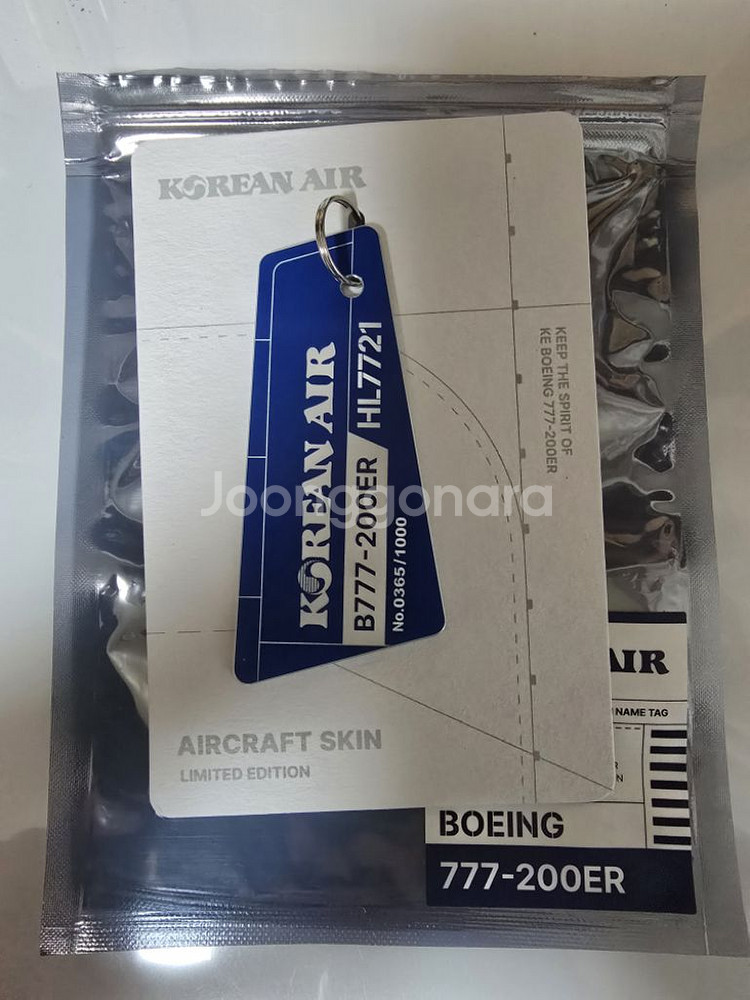 KOREAN AIR
KEEP THE SPIRIT OF
KE BOEING 777-200ER
KOREAN AIR
B777-200ER
HL7721
No.0365/1000
Joonggonara
AIRCRAFT SKIN
LIMITED EDITION
AIR
NAME TAG
BOEING
777-200ER